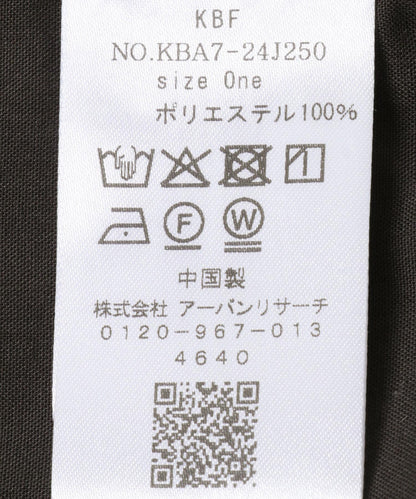 KBF
NO.KBA7-24J250
size One
ポリエステル100%
F W
中国製
株式会社 アーバンリサーチ
0120-967-013
4640